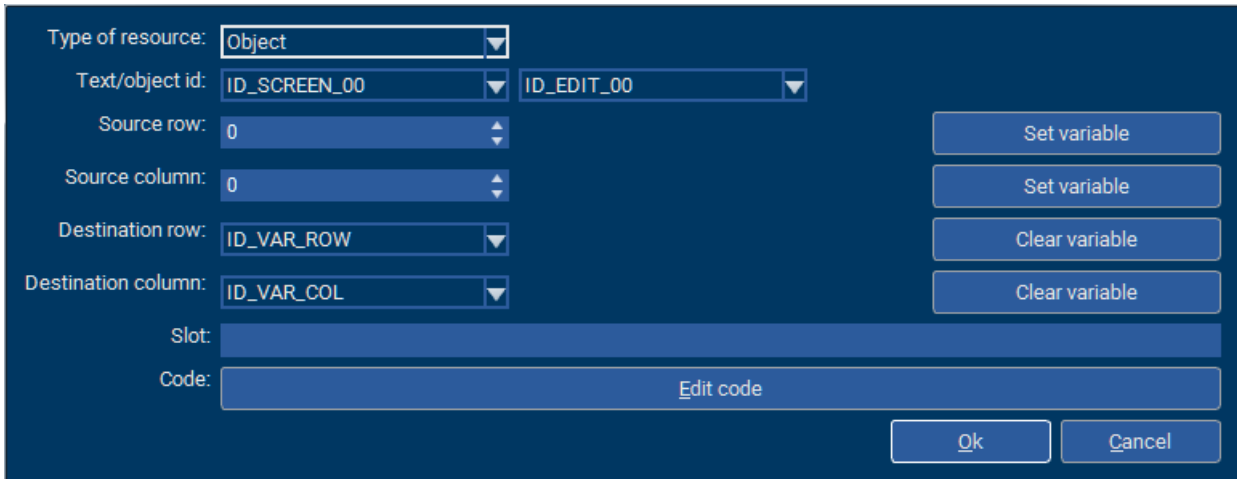 Type of resource: Object
Text/object id: ID_SCREEN_00 ID_EDIT_00
Source row: 0 Set variable
Source column: 0 Set variable
Destination row: ID_VAR_ROW Clear variable
Destination column: ID_VAR_COL Clear variable
Slot:
Code: Edit code
Ok Cancel